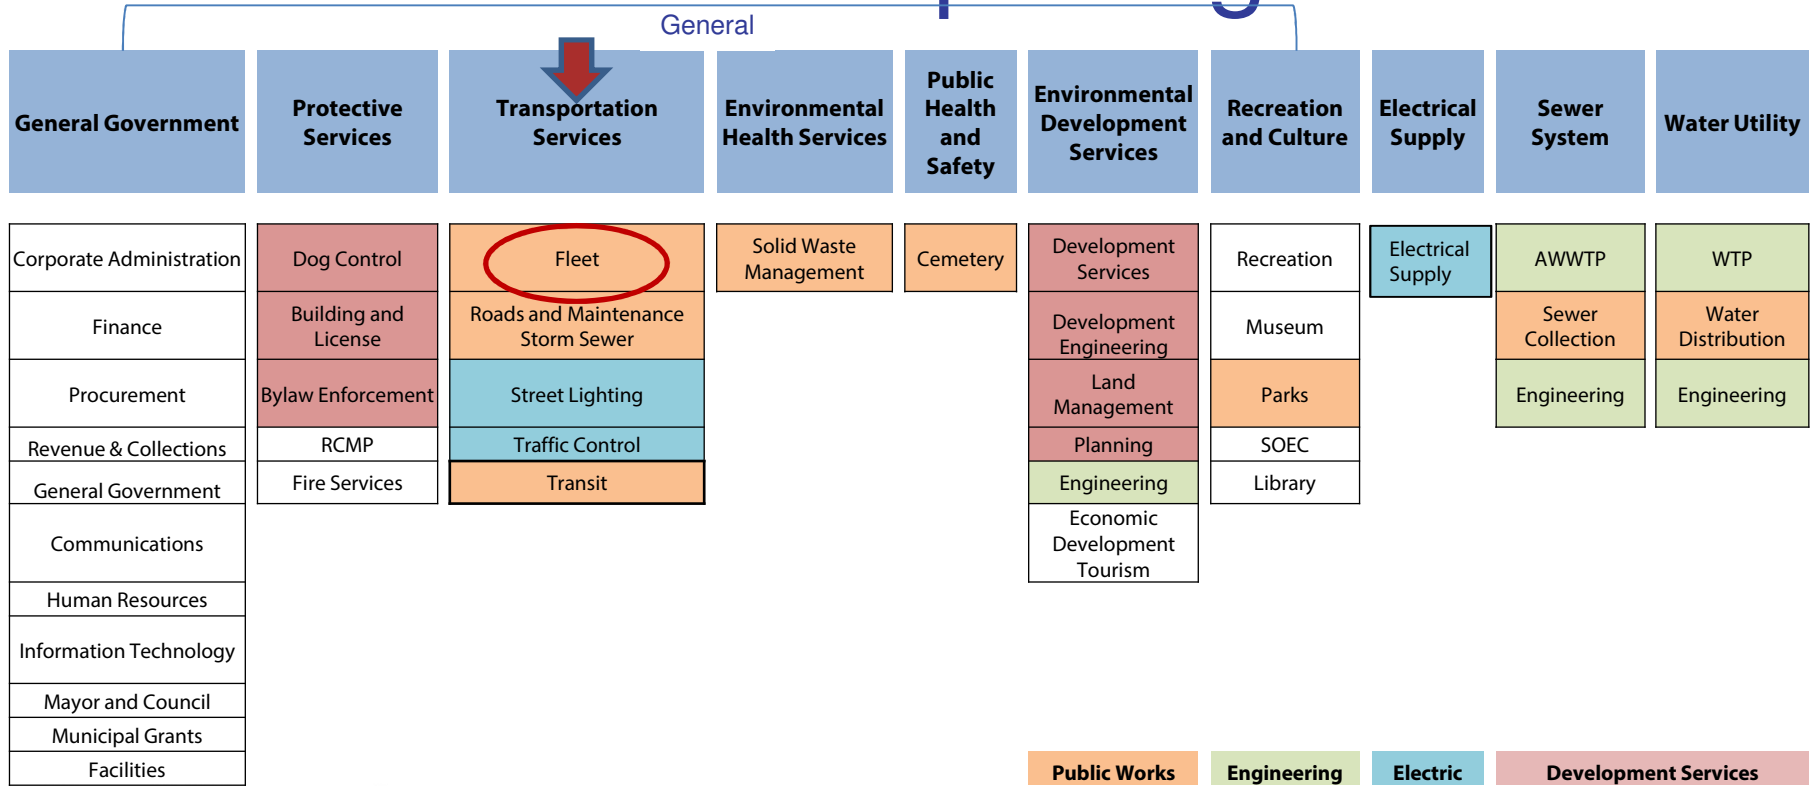 General
General Government
Protective
Services
Transportation
Services
Environmental
Health Services
Public
Health
and
Safety
Environmental
Development
Services
Recreation
and Culture
Electrical
Supply
Sewer
System
Water Utility
Corporate Administration
Finance
Procurement
Revenue & Collections
General Government
Communications
Human Resources
Information Technology
Mayor and Council
Municipal Grants
Facilities
Dog Control
Building and
License
Bylaw Enforcement
RCMP
Fire Services
Fleet
Roads and Maintenance
Storm Sewer
Street Lighting
Traffic Control
Transit
Solid Waste
Management
Cemetery
Development
Services
Development
Engineering
Land
Management
Planning
Engineering
Economic
Development
Tourism
Recreation
Museum
Parks
SOEC
Library
Electrical
Supply
AWWTP
Sewer
Collection
Engineering
WTP
Water
Distribution
Engineering
Public Works
Engineering
Electric
Development Services